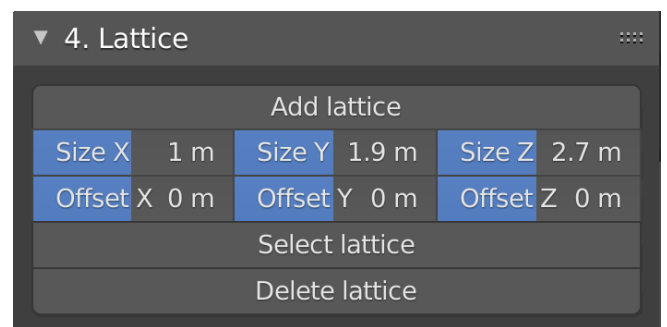 4. Lattice
Add lattice
Size X 1 m Size Y 1.9 m Size Z 2.7 m
Offset X 0 m Offset Y 0 m Offset Z 0 m
Select lattice
Delete lattice